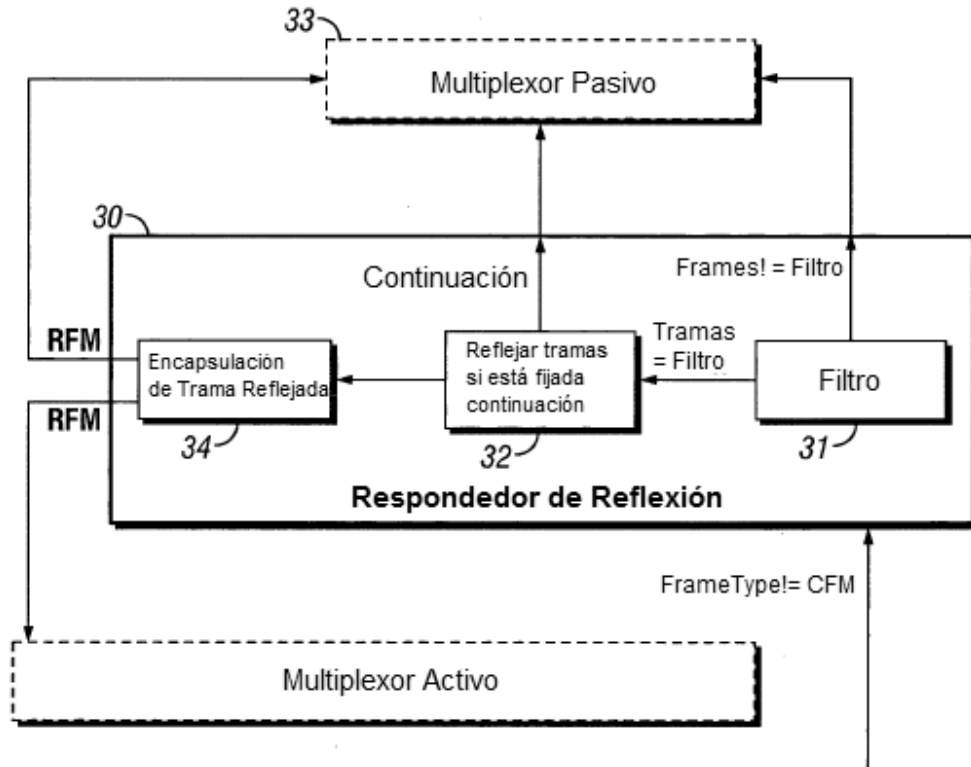 33
Multiplexor Pasivo
30
Continuación
Frames! = Filtro
RFM
Encapsulación
de Trama Reflejada
RFM
34
Reflejar tramas
si está fijada
continuación
32
Tramas
= Filtro
Filtro
31
Respondedor de Reflexión
FrameType!= CFM
Multiplexor Activo